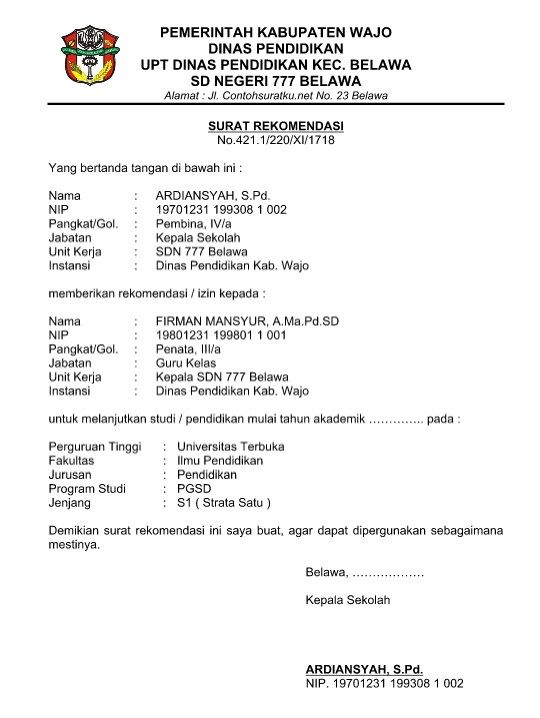 PEMERINTAH KABUPATEN WAJO
DINAS PENDIDIKAN
UPT DINAS PENDIDIKAN KEC. BELAWA
SD NEGERI 777 BELAWA
Alamat : Jl. Contohsuratku.net No. 23 Belawa
SURAT REKOMENDASI
No.421.1/220/XI/1718
Yang bertanda tangan di bawah ini :
Nama : ARDIANSYAH, S.Pd.
NIP : 19701231 199308 1 002
Pangkat/Gol. : Pembina, IV/a
Jabatan : Kepala Sekolah
Unit Kerja : SDN 777 Belawa
Instansi : Dinas Pendidikan Kab. Wajo
memberikan rekomendasi / izin kepada :
Nama : FIRMAN MANSYUR, A.Ma.Pd.SD
NIP : 19801231 199801 1 001
Pangkat/Gol. : Penata, III/a
Jabatan : Guru Kelas
Unit Kerja : Kepala SDN 777 Belawa
Instansi : Dinas Pendidikan Kab. Wajo
untuk melanjutkan studi / pendidikan mulai tahun akademik ………….. pada :
Perguruan Tinggi : Universitas Terbuka
Fakultas : Ilmu Pendidikan
Jurusan : Pendidikan
Program Studi : PGSD
Jenjang : S1 ( Strata Satu )
Demikian surat rekomendasi ini saya buat, agar dapat dipergunakan sebagaimana
mestinya.
Belawa, ………………
Kepala Sekolah
ARDIANSYAH, S.Pd.
NIP. 19701231 199308 1 002